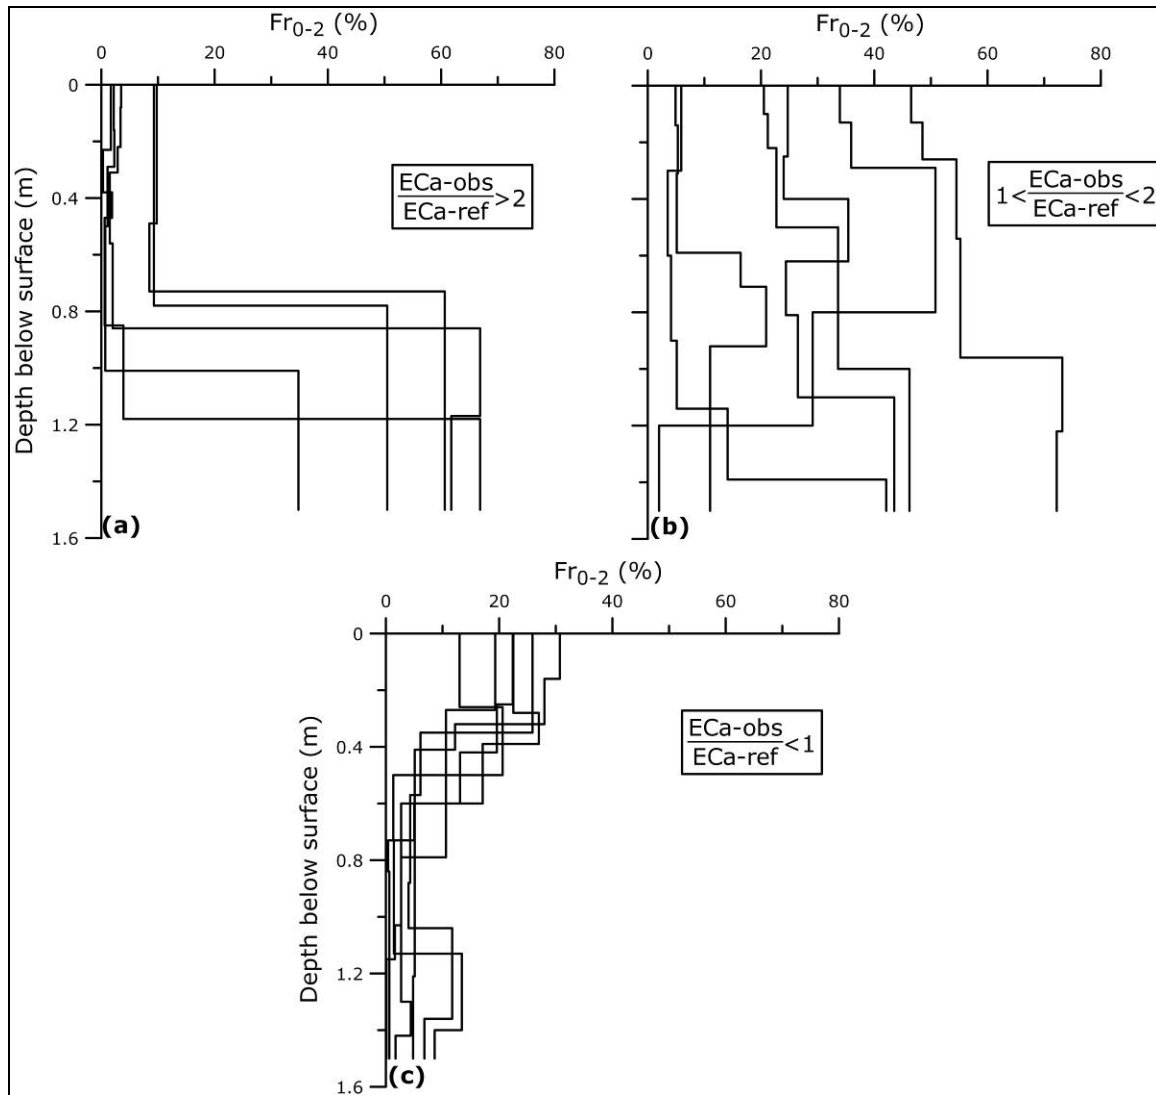 Fr0-2 (%)
0 20 40 60 80
0
0.4
0.8
1.2
1.6
Depth below surface (m)
ECa-obs
ECa-ref >2
(a)
Fr0-2 (%)
0 20 40 60 80
1< ECa-obs <2
ECa-ref
(b)
Fr0-2 (%)
0 20 40 60 80
0
0.4
0.8
1.2
1.6
Depth below surface (m)
ECa-obs
ECa-ref <1
(c)